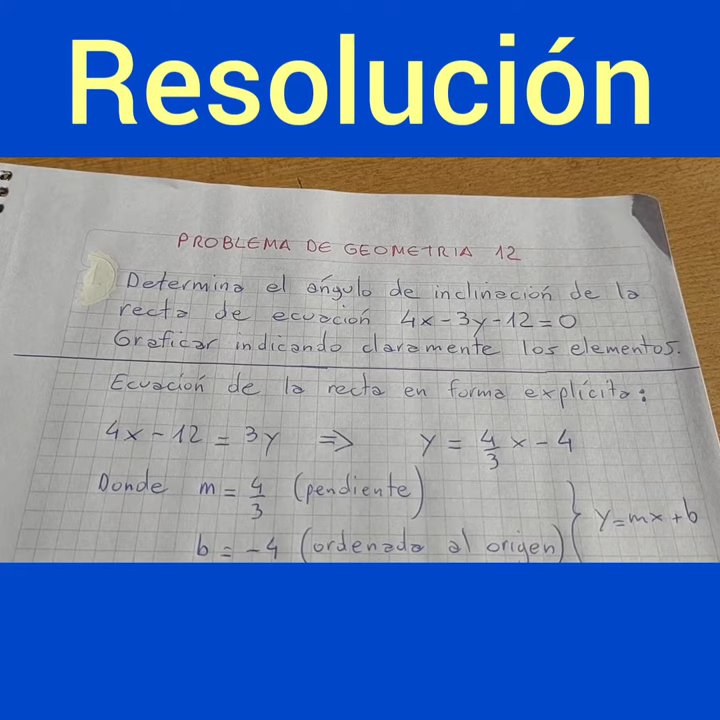 Resolución
PROBLEMA DE GEOMETRIA 12
Determina el ángulo de inclinación de la
recta de ecuación 4x-3y-12=0
Graficar indicando claramente los elementos.
Ecuación de la recta en forma explícita:
4x-12=3y ⇒ y = 4/3 x - 4
Donde m = 4/3 (pendiente)
y=mx+b
b = -4 (ordenada al origen)